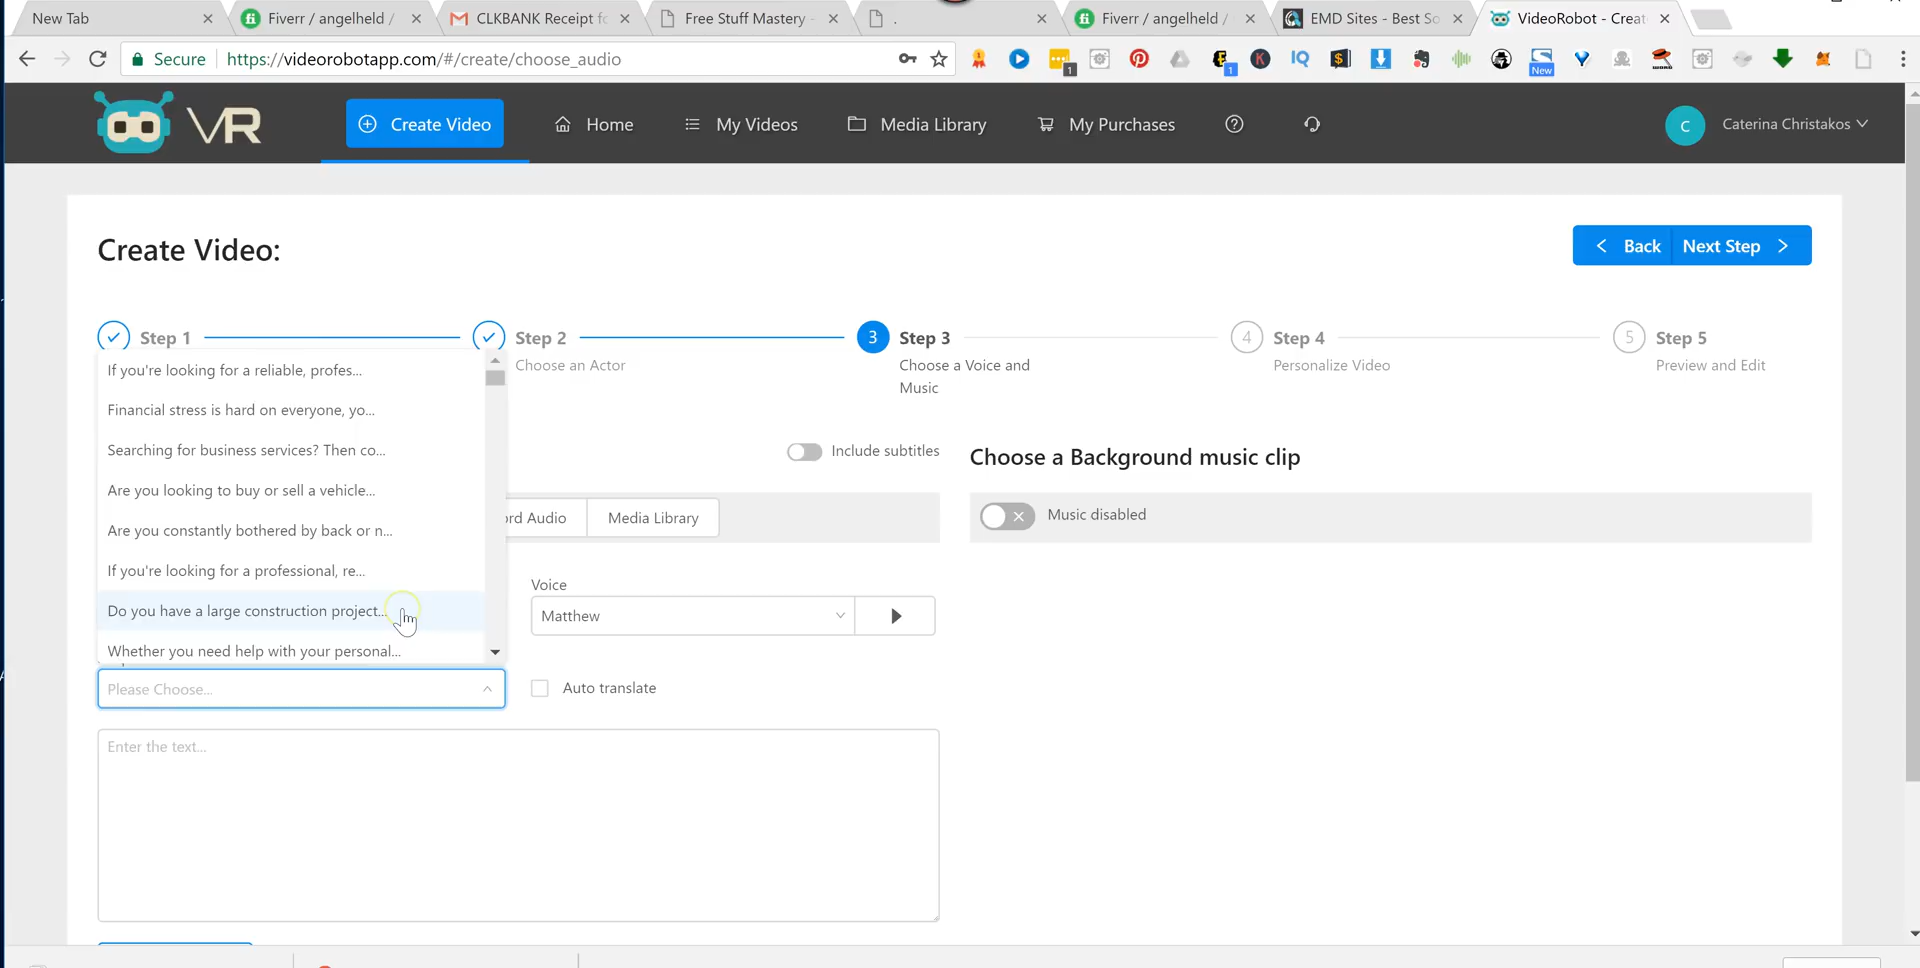 New Tab
Fiverr / angelheld /
CLKBANK Receipt fo
Free Stuff Mastery -
.
Fiverr / angelheld /
EMD Sites - Best So
VideoRobot - Creat
Secure
https://videorobotapp.com/#/create/choose_audio
1
1
K
IQ
$
New
VR
Create Video
Home
My Videos
Media Library
My Purchases
?
C
Caterina Christakos
Create Video:
Back
Next Step
Step 1
Step 2
Choose an Actor
3
Step 3
Choose a Voice and
Music
4
Step 4
Personalize Video
5
Step 5
Preview and Edit
If you're looking for a reliable, profes...
Financial stress is hard on everyone, yo...
Searching for business services? Then co...
Are you looking to buy or sell a vehicle...
Are you constantly bothered by back or n...
If you're looking for a professional, re...
Do you have a large construction project...
Whether you need help with your personal...
Please Choose...
Include subtitles
ord Audio
Media Library
Voice
Matthew
Auto translate
Enter the text...
Choose a Background music clip
Music disabled